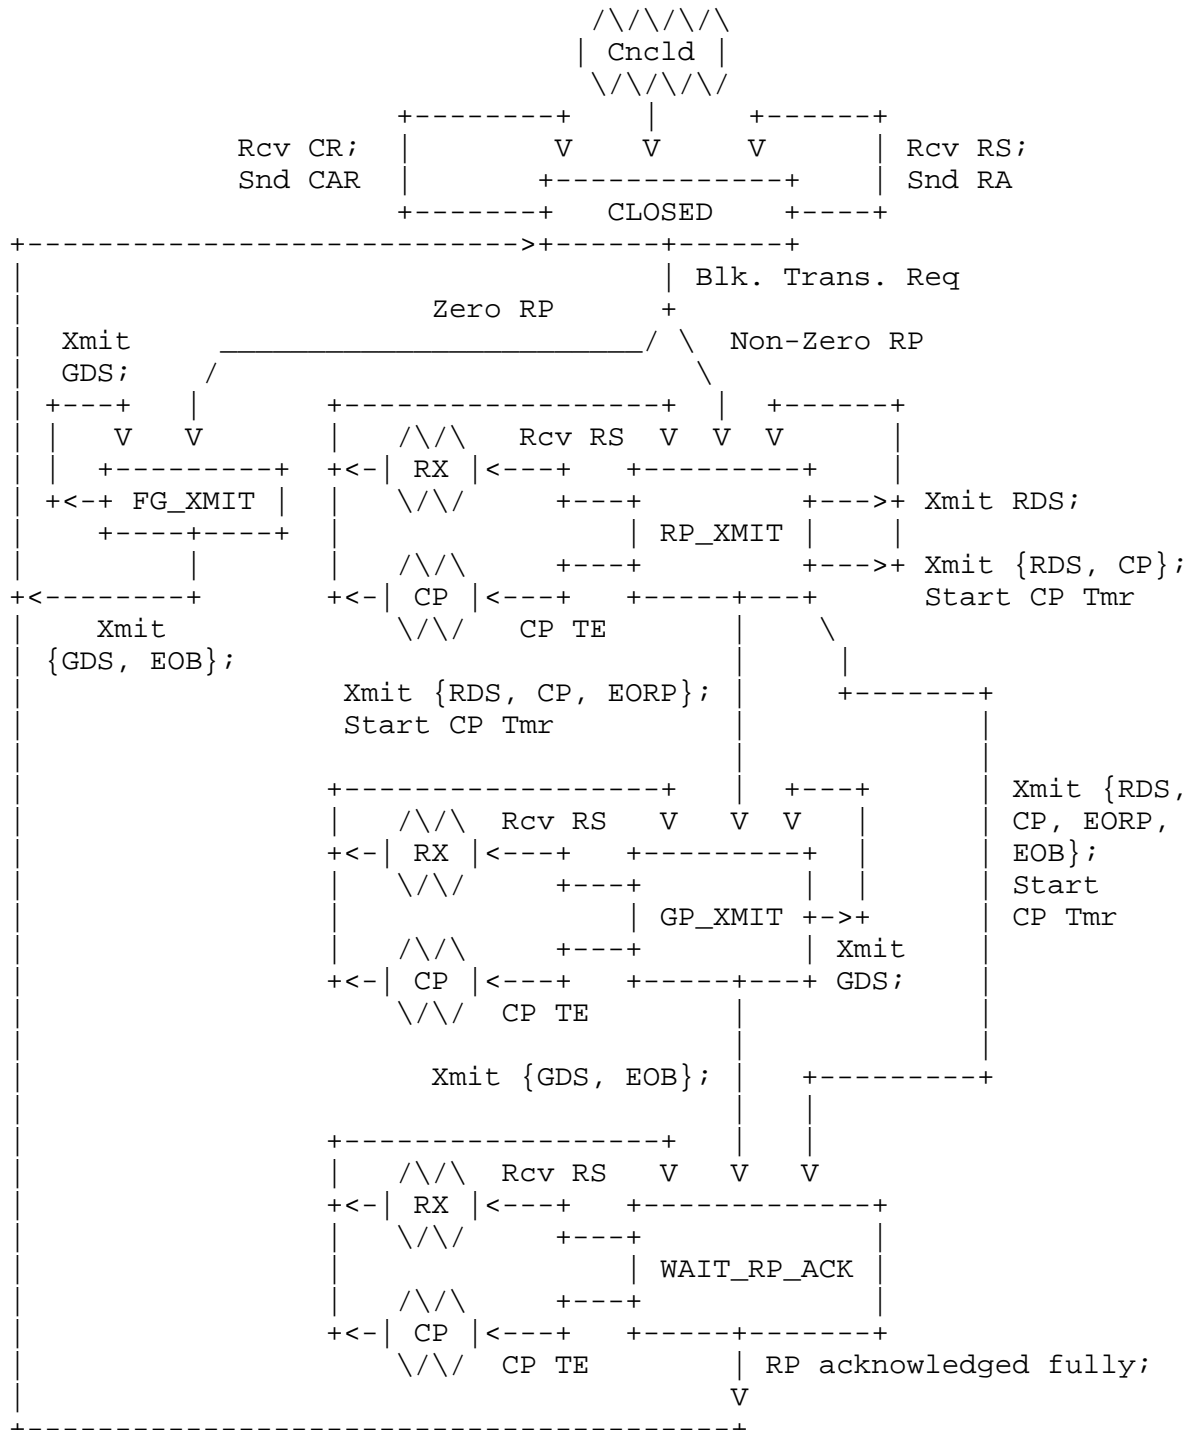 Cncld
Rcv CR; V V V Rcv RS;
Snd CAR Snd RA
CLOSED
Blk. Trans. Req
Zero RP
Xmit Non-Zero RP
GDS;
V V Rcv RS V V V
RX
FG_XMIT Xmit RDS;
RP_XMIT
Xmit {RDS, CP};
CP Start CP Tmr
Xmit CP TE
{GDS, EOB};
Xmit {RDS, CP, EORP};
Start CP Tmr
Xmit {RDS,
Rcv RS V V V CP, EORP,
RX EOB};
Start
GP_XMIT CP Tmr
Xmit
CP GDS;
CP TE
Xmit {GDS, EOB};
Rcv RS V V V
RX
WAIT_RP_ACK
CP
CP TE RP acknowledged fully;
V